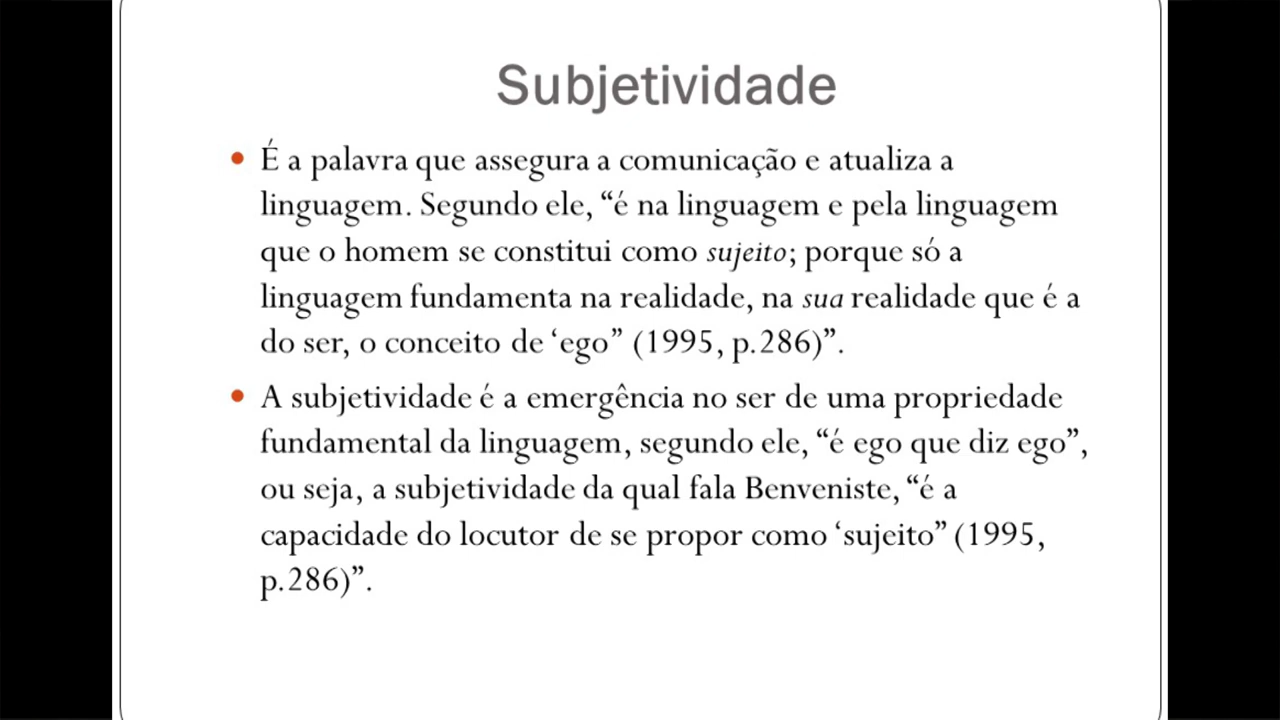 Subjetividade
• É a palavra que assegura a comunicação e atualiza a
linguagem. Segundo ele, “é na linguagem e pela linguagem
que o homem se constitui como sujeito; porque só a
linguagem fundamenta na realidade, na sua realidade que é a
do ser, o conceito de ‘ego” (1995, p.286)”.
• A subjetividade é a emergência no ser de uma propriedade
fundamental da linguagem, segundo ele, “é ego que diz ego”,
ou seja, a subjetividade da qual fala Benveniste, “é a
capacidade do locutor de se propor como ‘sujeito” (1995,
p.286)”.